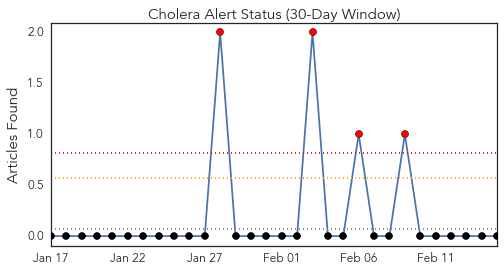 Cholera Alert Status (30-Day Window)
Articles Found
2.0
1.5
1.0
0.5
0.0
Jan 17 Jan 22 Jan 27 Feb 01 Feb 06 Feb 11